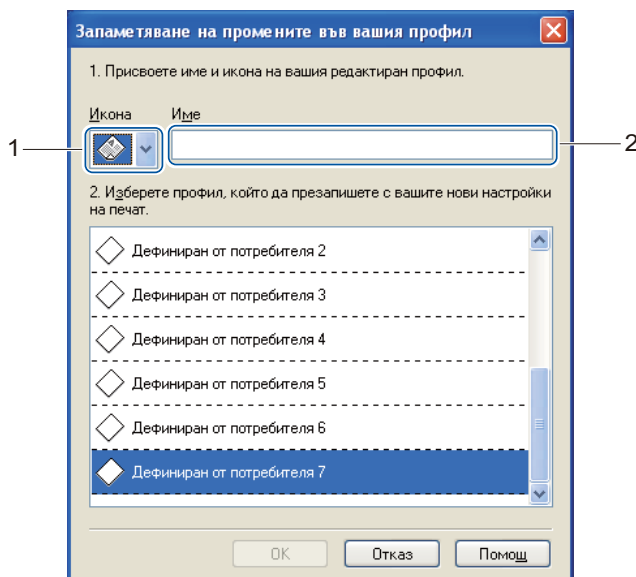 Запаметяване на промените във вашия профил
1. Присвоете име и икона на вашия редактиран профил.
Икона Име
1
2
2. Изберете профил, който да презапишете с вашите нови настройки
на печат.
Дефиниран от потребителя 2
Дефиниран от потребителя 3
Дефиниран от потребителя 4
Дефиниран от потребителя 5
Дефиниран от потребителя 6
Дефиниран от потребителя 7
OK Отказ Помощ